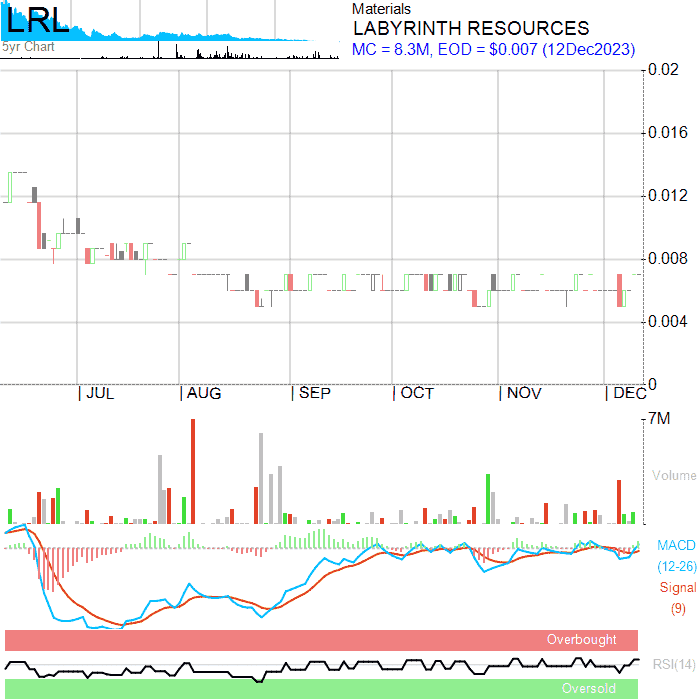 LRL
5yr Chart
Materials
LABYRINTH RESOURCES
MC = 8.3M, EOD = $0.007 (12Dec2023)
0.02
0.016
0.012
0.008
0.004
0
JUL AUG SEP OCT NOV DEC
7M
Volume
MACD
(12-26)
Signal
(9)
Overbought
RSI(14)
Oversold